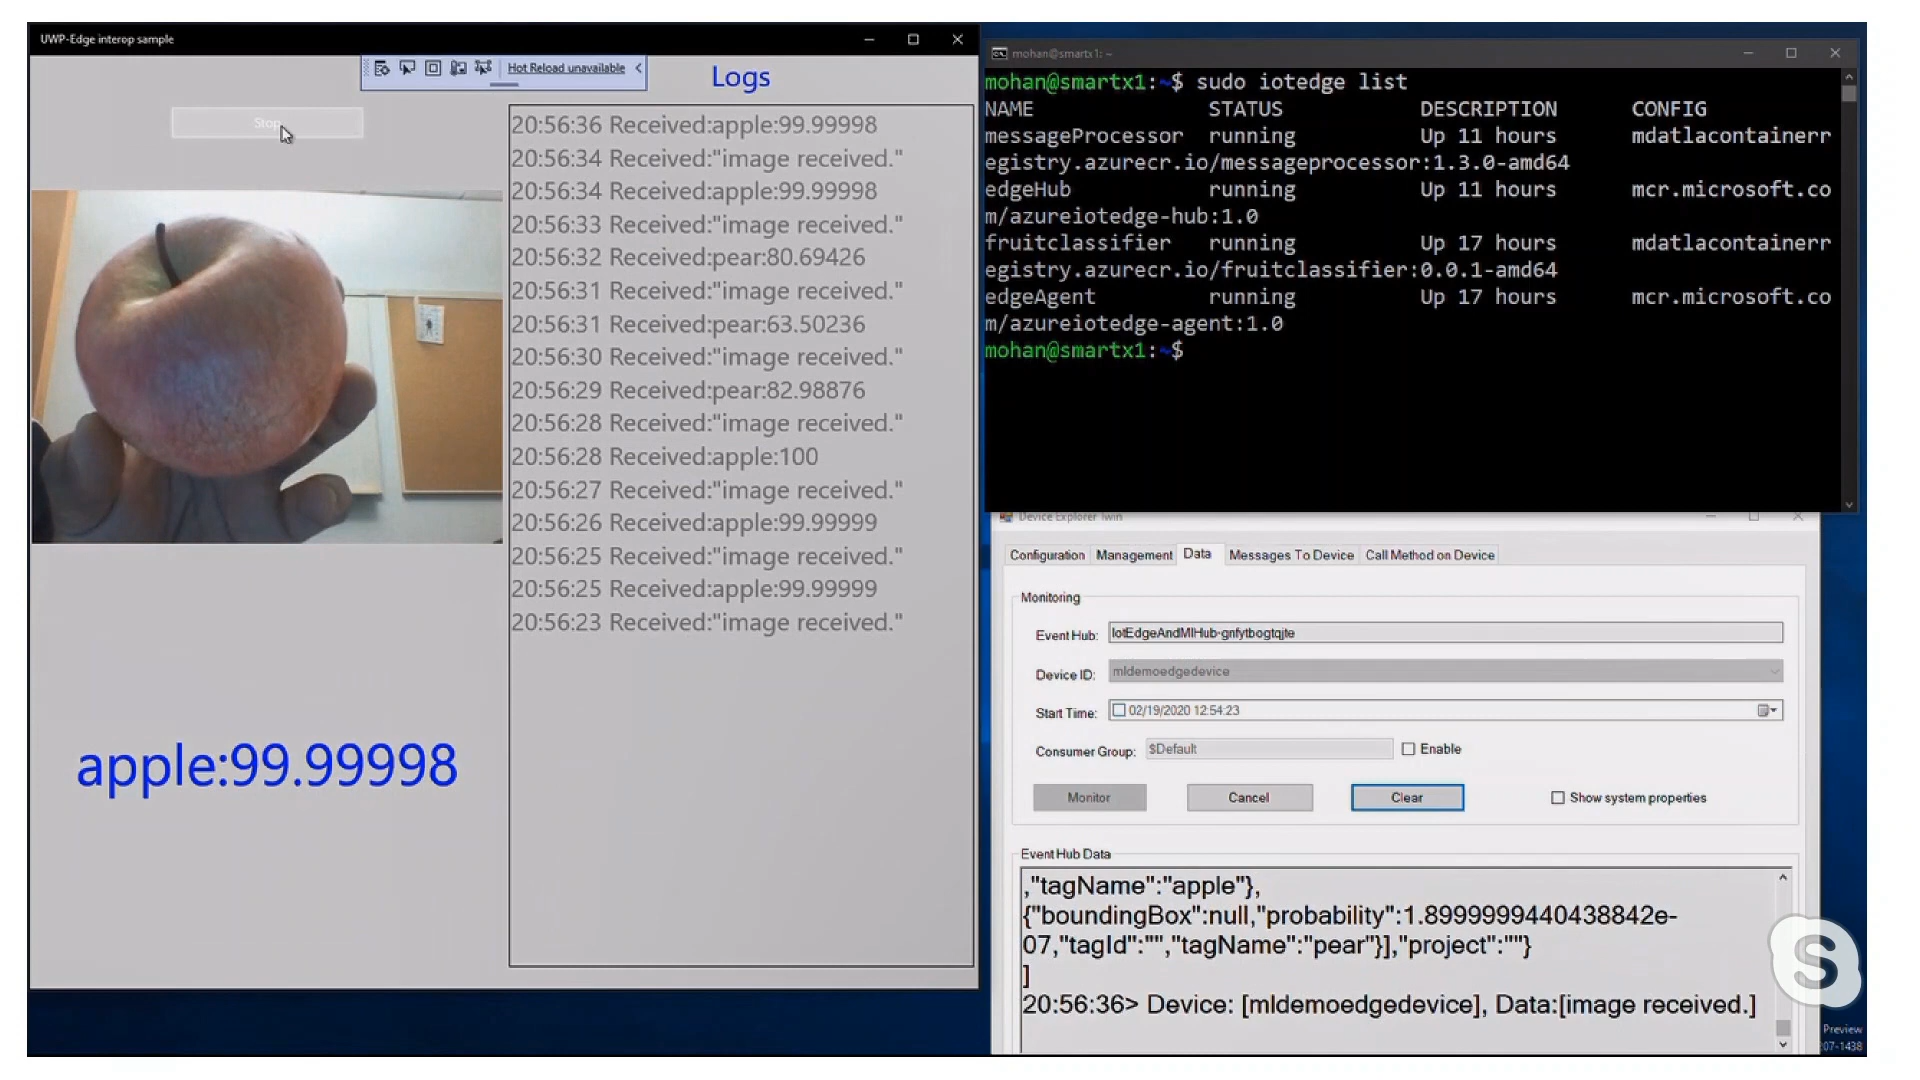 UWP-Edge interop sample
Hot Reload unavailable
Logs
Stop
20:56:36 Received:apple:99.99998
20:56:34 Received:"image received."
20:56:34 Received:apple:99.99998
20:56:33 Received:"image received."
20:56:32 Received:pear:80.69426
20:56:31 Received:"image received."
20:56:31 Received:pear:63.50236
20:56:30 Received:"image received."
20:56:29 Received:pear:82.98876
20:56:28 Received:"image received."
20:56:28 Received:apple:100
20:56:27 Received:"image received."
20:56:26 Received:apple:99.99999
20:56:25 Received:"image received."
20:56:25 Received:apple:99.99999
20:56:23 Received:"image received."
apple:99.99998
mohan@smartx1: ~
mohan@smartx1:~$ sudo iotedge list
NAME STATUS DESCRIPTION CONFIG
messageProcessor running Up 11 hours mdatlacontainerr
egistry.azurecr.io/messageprocessor:1.3.0-amd64
edgeHub running Up 11 hours mcr.microsoft.co
m/azureiotedge-hub:1.0
fruitclassifier running Up 17 hours mdatlacontainerr
egistry.azurecr.io/fruitclassifier:0.0.1-amd64
edgeAgent running Up 17 hours mcr.microsoft.co
m/azureiotedge-agent:1.0
mohan@smartx1:~$
Device Explorer Twin
Configuration Management Data Messages To Device Call Method on Device
Monitoring
Event Hub: IotEdgeAndMlHub-gnfytbogtqjte
Device ID: mldemoedgedevice
Start Time: 02/19/2020 12:54:23
Consumer Group: $Default Enable
Monitor Cancel Clear Show system properties
Event Hub Data
,"tagName":"apple"},
{"boundingBox":null,"probability":1.8999999440438842e-
07,"tagId":"","tagName":"pear"}],"project":""}
]
20:56:36> Device: [mldemoedgedevice], Data:[image received.]
Preview
207-1438